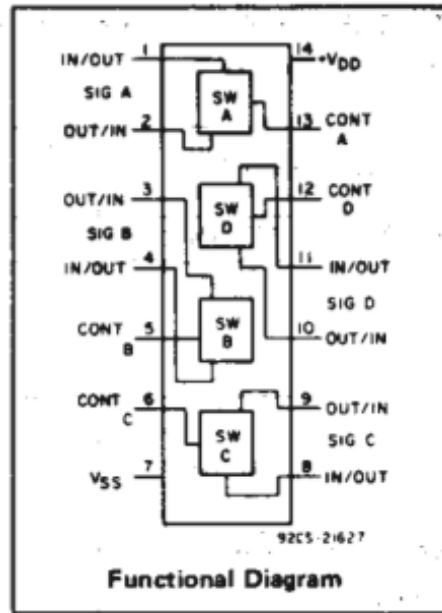 1 14
IN/OUT +VDD
SIG A SW A
2 13 CONT A
OUT/IN
3 12 CONT D
OUT/IN SW D
SIG B
4 11
IN/OUT IN/OUT
SIG D
CONT B 5 SW B 10 OUT/IN
CONT C 6 9 OUT/IN
SW C SIG C
VSS 7 8 IN/OUT
92CS-21627
Functional Diagram